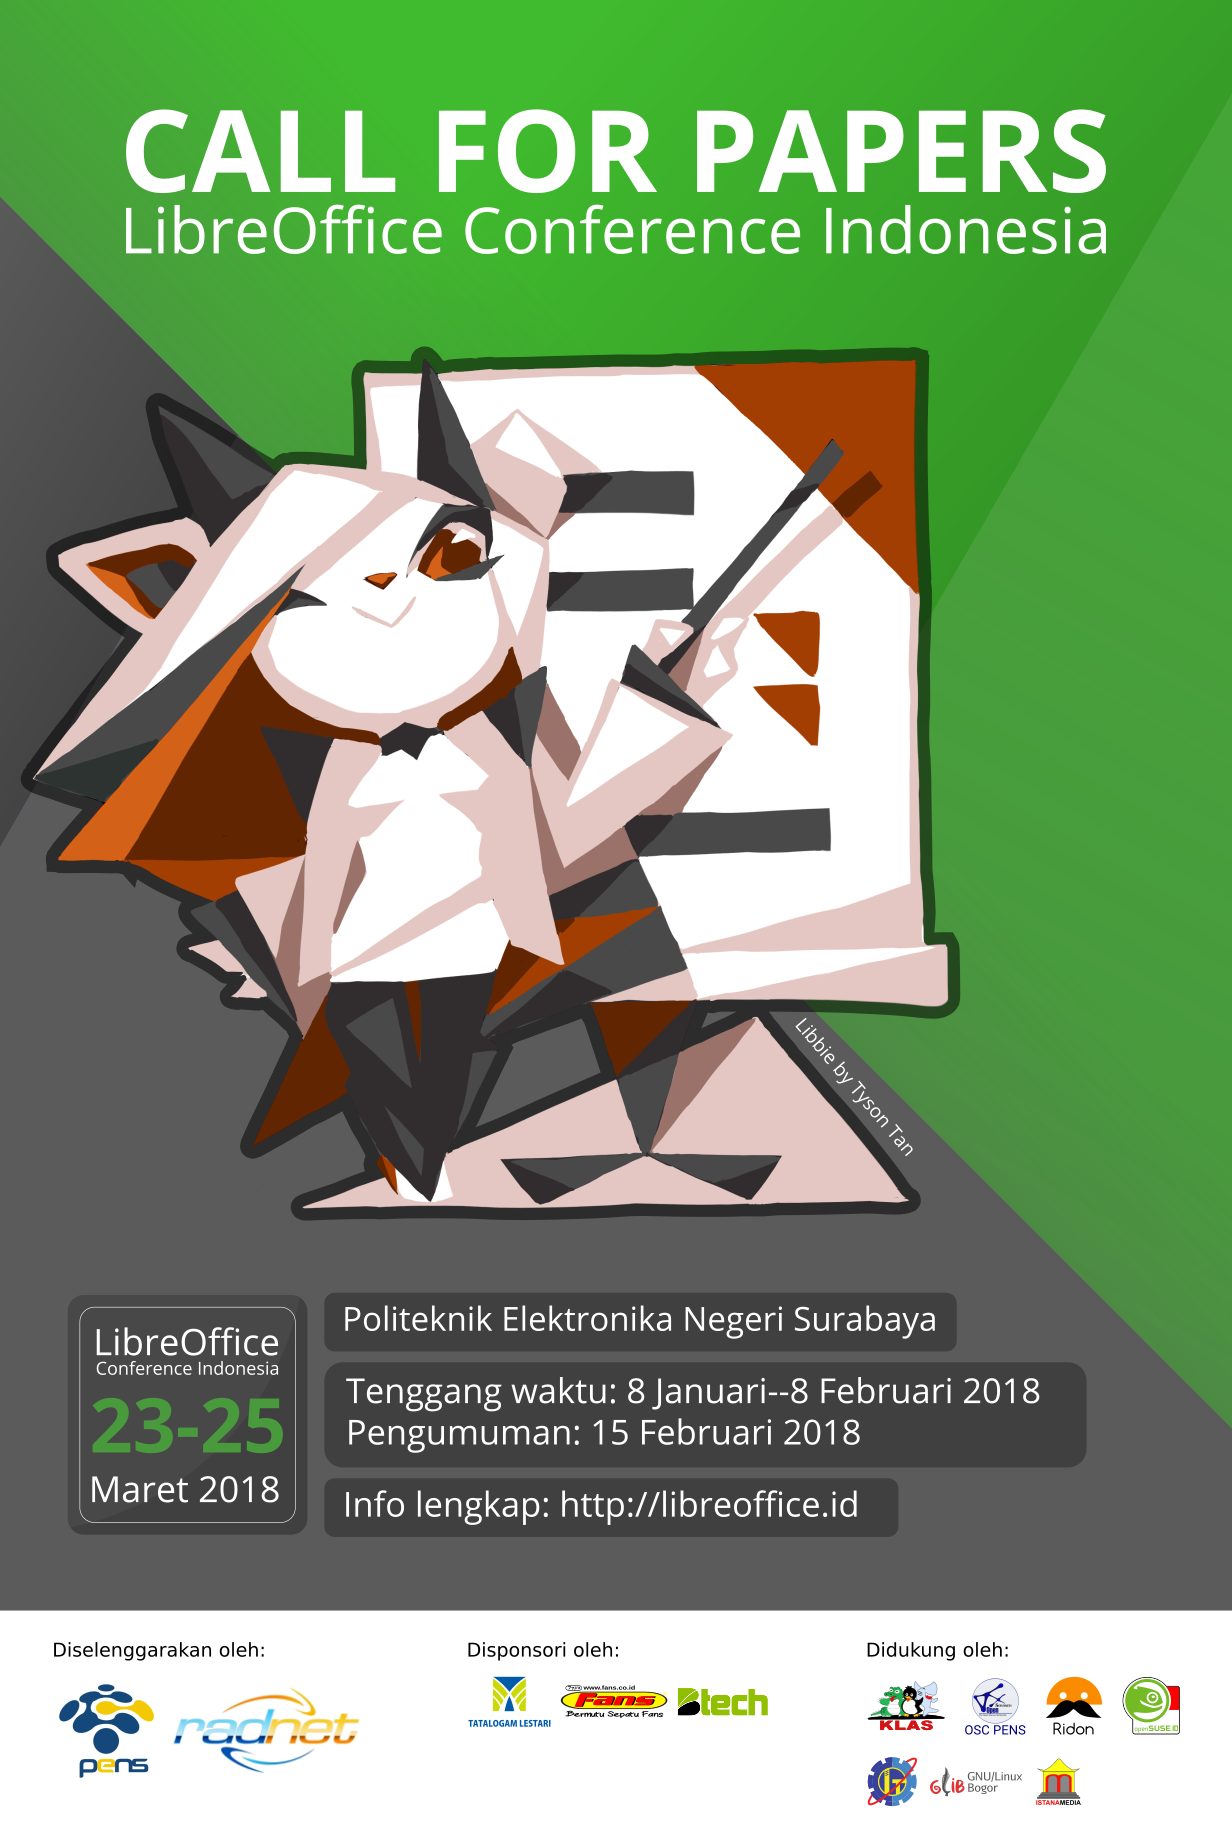 CALL FOR PAPERS
LibreOffice Conference Indonesia
Libbie by Tyson Tan
LibreOffice
Conference Indonesia
23-25
Maret 2018
Politeknik Elektronika Negeri Surabaya
Tenggang waktu: 8 Januari--8 Februari 2018
Pengumuman: 15 Februari 2018
Info lengkap: http://libreoffice.id
Diselenggarakan oleh:
pens
radnet
Disponsori oleh:
TATALOGAM LESTARI
www.fans.co.id
Fans
Bermutu Sepatu Fans
Btech
Didukung oleh:
KLAS
OSC PENS
Ridon
openSUSE.ID
GLiB
GNU/Linux
Bogor
ISTANAMEDIA